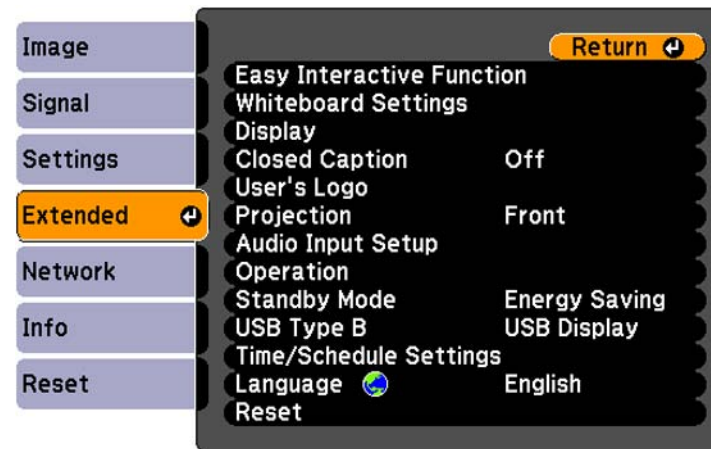 Image
Signal
Settings
Extended
Network
Info
Reset
Return
Easy Interactive Function
Whiteboard Settings
Display
Closed Caption Off
User's Logo
Projection Front
Audio Input Setup
Operation
Standby Mode Energy Saving
USB Type B USB Display
Time/Schedule Settings
Language English
Reset